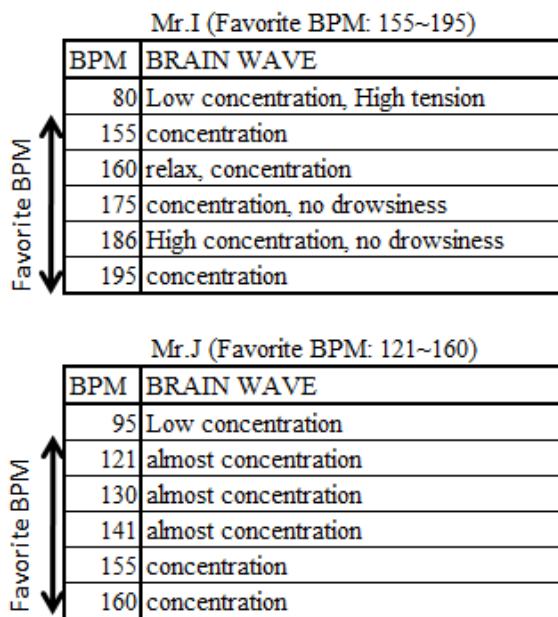 Mr.I (Favorite BPM: 155~195)
BPM BRAIN WAVE
80 Low concentration, High tension
155 concentration
160 relax, concentration
175 concentration, no drowsiness
186 High concentration, no drowsiness
195 concentration
Favorite BPM
Mr.J (Favorite BPM: 121~160)
BPM BRAIN WAVE
95 Low concentration
121 almost concentration
130 almost concentration
141 almost concentration
155 concentration
160 concentration
Favorite BPM